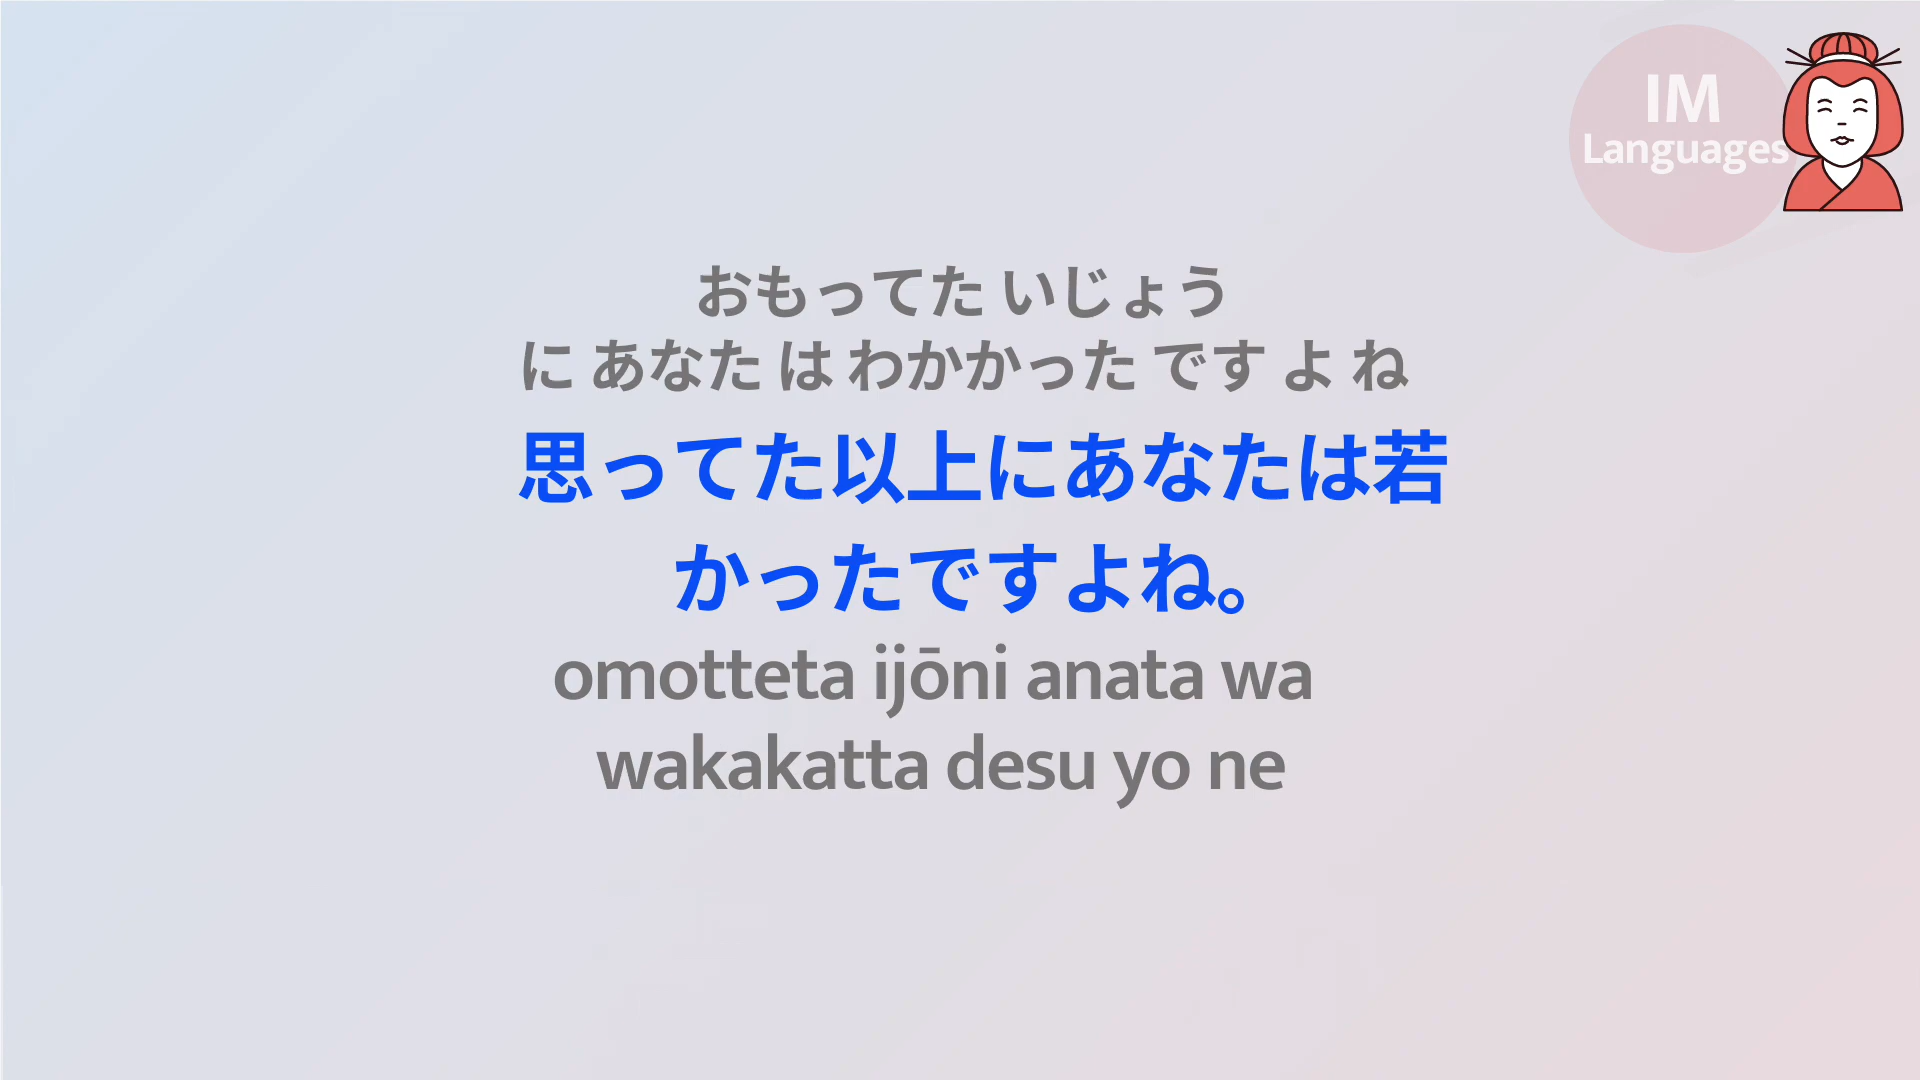 IM
Languages
おもってた いじょう
に あなた は わかかった です よ ね
思ってた以上にあなたは若
かったですよね。
omotteta ijōni anata wa
wakakatta desu yo ne